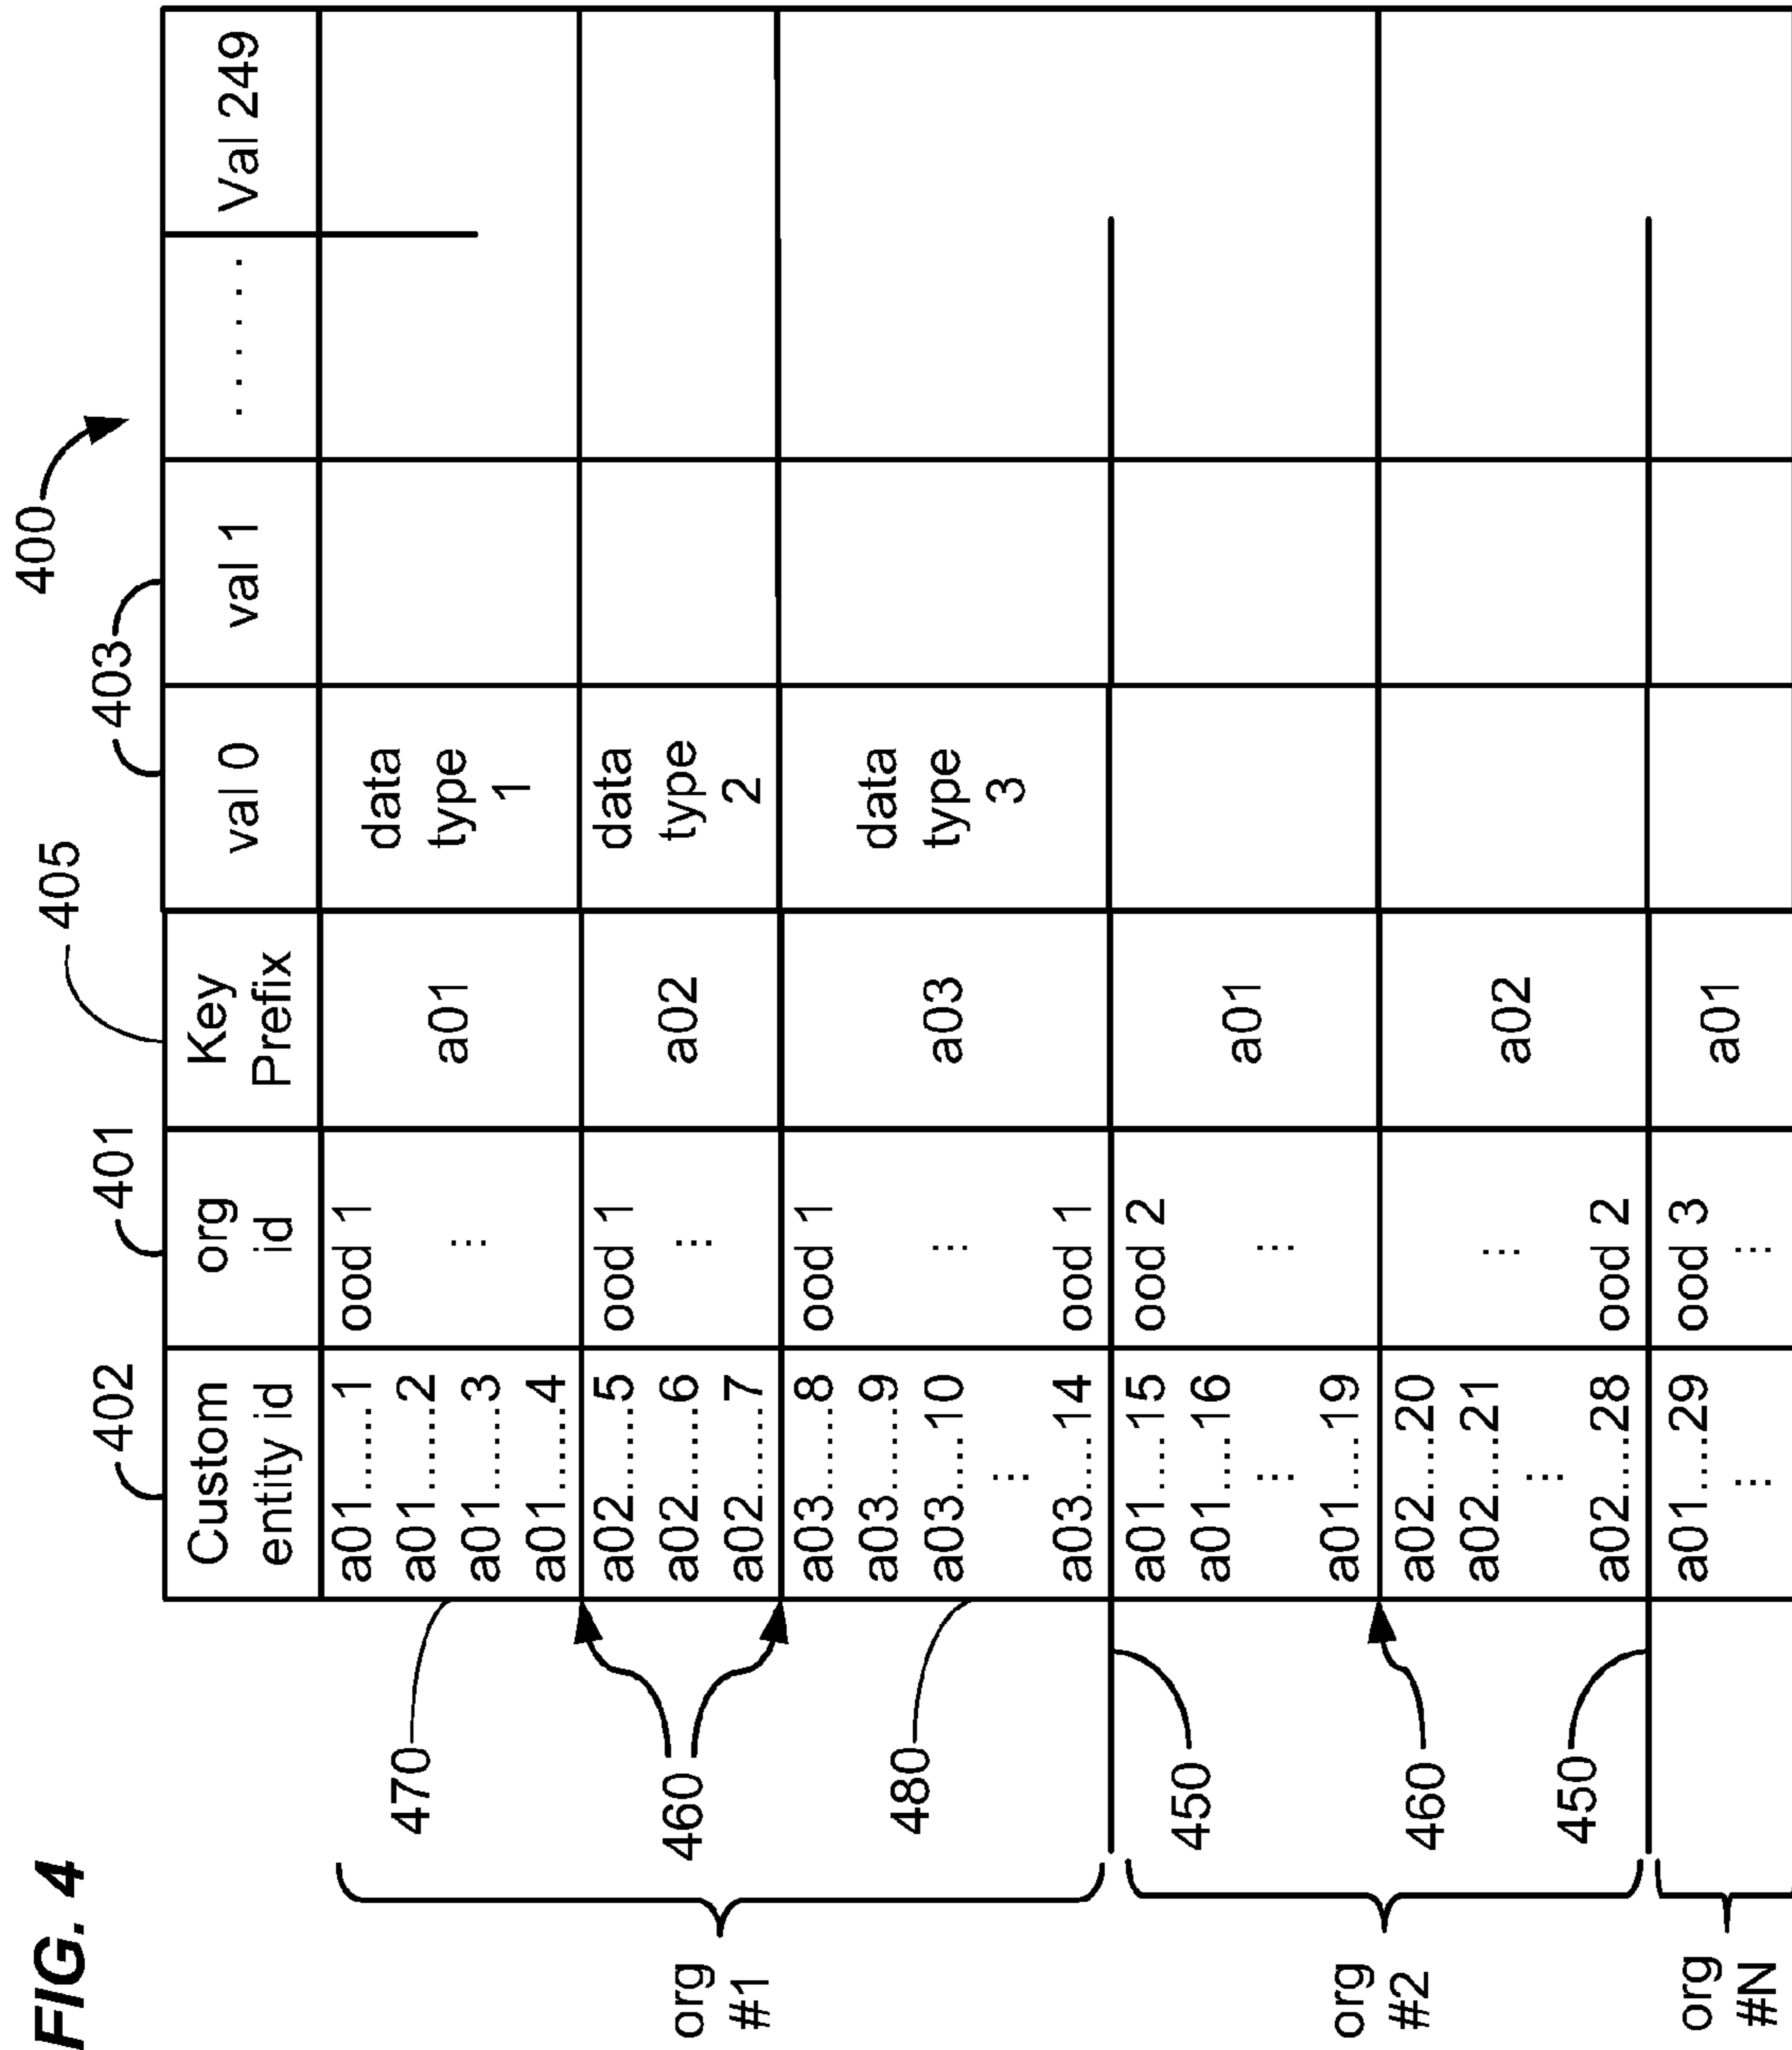 FIG. 4
400
402
401
405
403
Custom entity id
org id
Key Prefix
val 0
val 1
. . . . . .
Val 249
org #1
470
a01.......1
ood 1
a01
data type 1
a01.......2
a01.......3
⋮
a01.......4
460
a02.......5
ood 1
a02
data type 2
a02.......6
⋮
a02.......7
480
a03.......8
ood 1
a03
data type 3
a03.......9
a03....10
⋮
⋮
a03....14
ood 1
450
org #2
a01....15
ood 2
a01
a01....16
⋮
⋮
a01....19
460
a02....20
a02
a02....21
⋮
⋮
a02....28
ood 2
450
org #N
a01....29
ood 3
a01
⋮
⋮